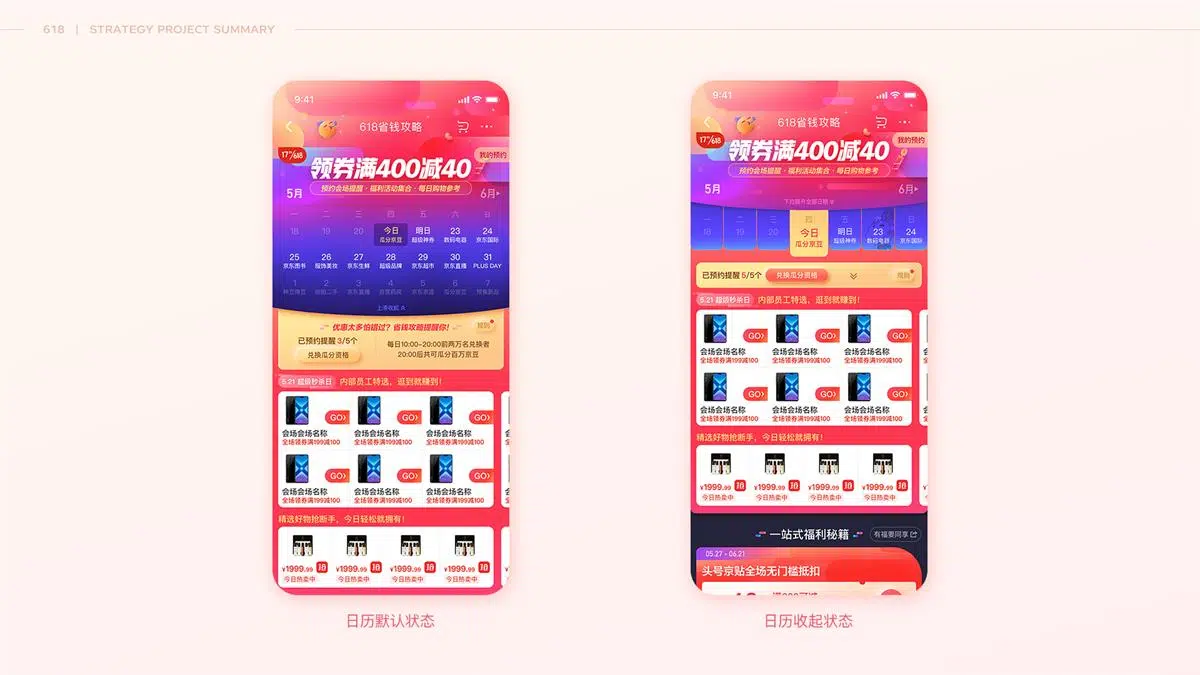 618 | STRATEGY PROJECT SUMMARY
9:41
618省钱攻略
领券满400减40
我的预约
预约会场提醒·福利活动集合·每日购物参考
5月
6月
一 二 三 四 五 六 日
18 19 20 今日 明日 23 24
瓜分京豆 超级神券 数码电器 京东国际
25 26 27 28 29 30 31
京东图书 服饰美妆 京东生鲜 超级品牌 京东超市 京东直播 PLUS DAY
1 2 3 4 5 6 7
上滑收起
优惠太多怕错过?省钱攻略提醒你!
规则
已预约提醒 3/5个
兑换瓜分资格
每日10:00-20:00前两万名兑换者
20:00后共可瓜分百万京豆
5.21 超级秒杀日 内部员工特选,逛到就赚到!
GO GO GO
会场会场名称 会场会场名称 会场会场名称
全场领券满199减100 全场领券满199减100 全场领券满199减100
GO GO GO
会场会场名称 会场会场名称 会场会场名称
全场领券满199减100 全场领券满199减100 全场领券满199减100
精选好物抢断手,今日轻松就拥有!
¥1999.99 抢 ¥1999.99 抢 ¥1999.99 抢 ¥1999.99 抢
今日热卖中 今日热卖中 今日热卖中 今日热卖中
日历默认状态
9:41
618省钱攻略
领券满400减40
我的预约
预约会场提醒·福利活动集合·每日购物参考
5月
6月
下拉展开全部日历
一 二 三 四 五 六 日
18 19 20 今日 明日 23 24
瓜分京豆 超级神券 数码电器 京东国际
已预约提醒 5/5个 兑换瓜分资格 规则
5.21 超级秒杀日 内部员工特选,逛到就赚到!
GO GO GO
会场会场名称 会场会场名称 会场会场名称
全场领券满199减100 全场领券满199减100 全场领券满199减100
GO GO GO
会场会场名称 会场会场名称 会场会场名称
全场领券满199减100 全场领券满199减100 全场领券满199减100
精选好物抢断手,今日轻松就拥有!
¥1999.99 抢 ¥1999.99 抢 ¥1999.99 抢 ¥1999.99 抢
今日热卖中 今日热卖中 今日热卖中 今日热卖中
一站式福利秘籍
有福要同享
05.27 - 06.21
头号京贴全场无门槛抵扣
日历收起状态